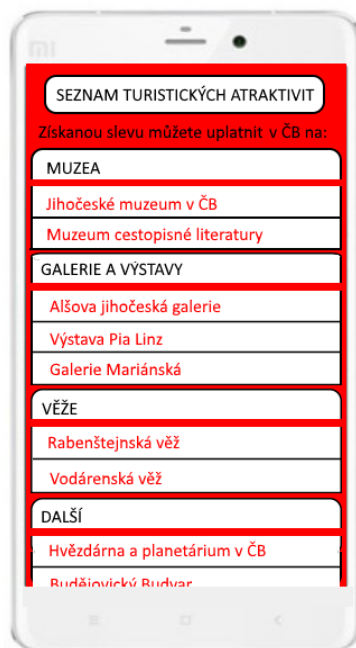 mi
SEZNAM TURISTICKÝCH ATRAKTIVIT
Získanou slevu můžete uplatnit v ČB na:
MUZEA
Jihočeské muzeum v ČB
Muzeum cestopisné literatury
GALERIE A VÝSTAVY
Alšova jihočeská galerie
Výstava Pia Linz
Galerie Mariánská
VĚŽE
Rabenštejnská věž
Vodárenská věž
DALŠÍ
Hvězdárna a planetárium v ČB
Budějovický Budvar